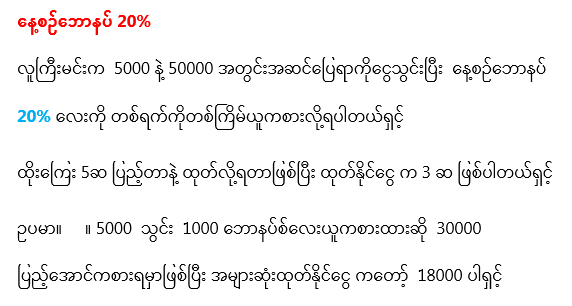 နေ့စဉ်ဘောနပ် 20%
လူကြီးမင်းက 5000 နဲ့ 50000 အတွင်းအဆင်ပြေရာကိုငွေသွင်းပြီး နေ့စဉ်ဘောနပ်
20% လေးကို တစ်ရက်ကိုတစ်ကြိမ်ယူကစားလို့ရပါတယ်ရှင့်
ထိုးကြေး 5ဆ ပြည့်တာနဲ့ ထုတ်လို့ရတာဖြစ်ပြီး ထုတ်နိုင်ငွေ က 3 ဆ ဖြစ်ပါတယ်ရှင့်
ဥပမာ။ ။ 5000 သွင်း 1000 ဘောနပ်စ်လေးယူကစားထားဆို 30000
ပြည့်အောင်ကစားရမှာဖြစ်ပြီး အများဆုံးထုတ်နိုင်ငွေ ကတော့် 18000 ပါရှင့်